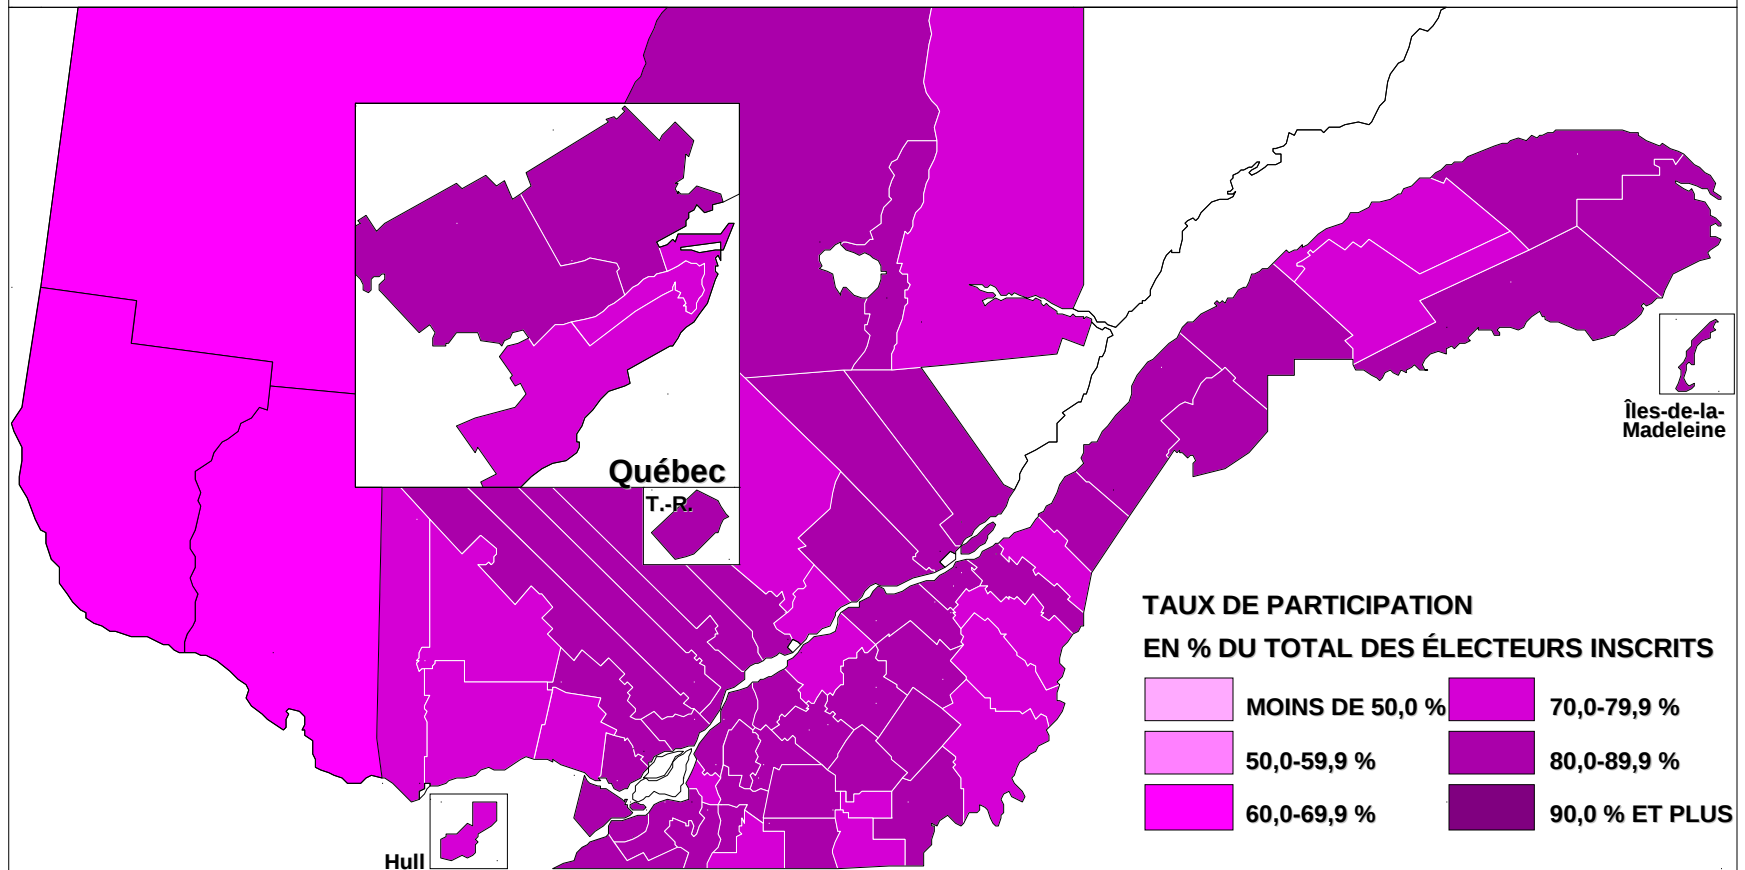 Québec
T.-R.
Îles-de-la-
Madeleine
TAUX DE PARTICIPATION
EN % DU TOTAL DES ÉLECTEURS INSCRITS
MOINS DE 50,0 %
70,0-79,9 %
50,0-59,9 %
80,0-89,9 %
60,0-69,9 %
90,0 % ET PLUS
Hull